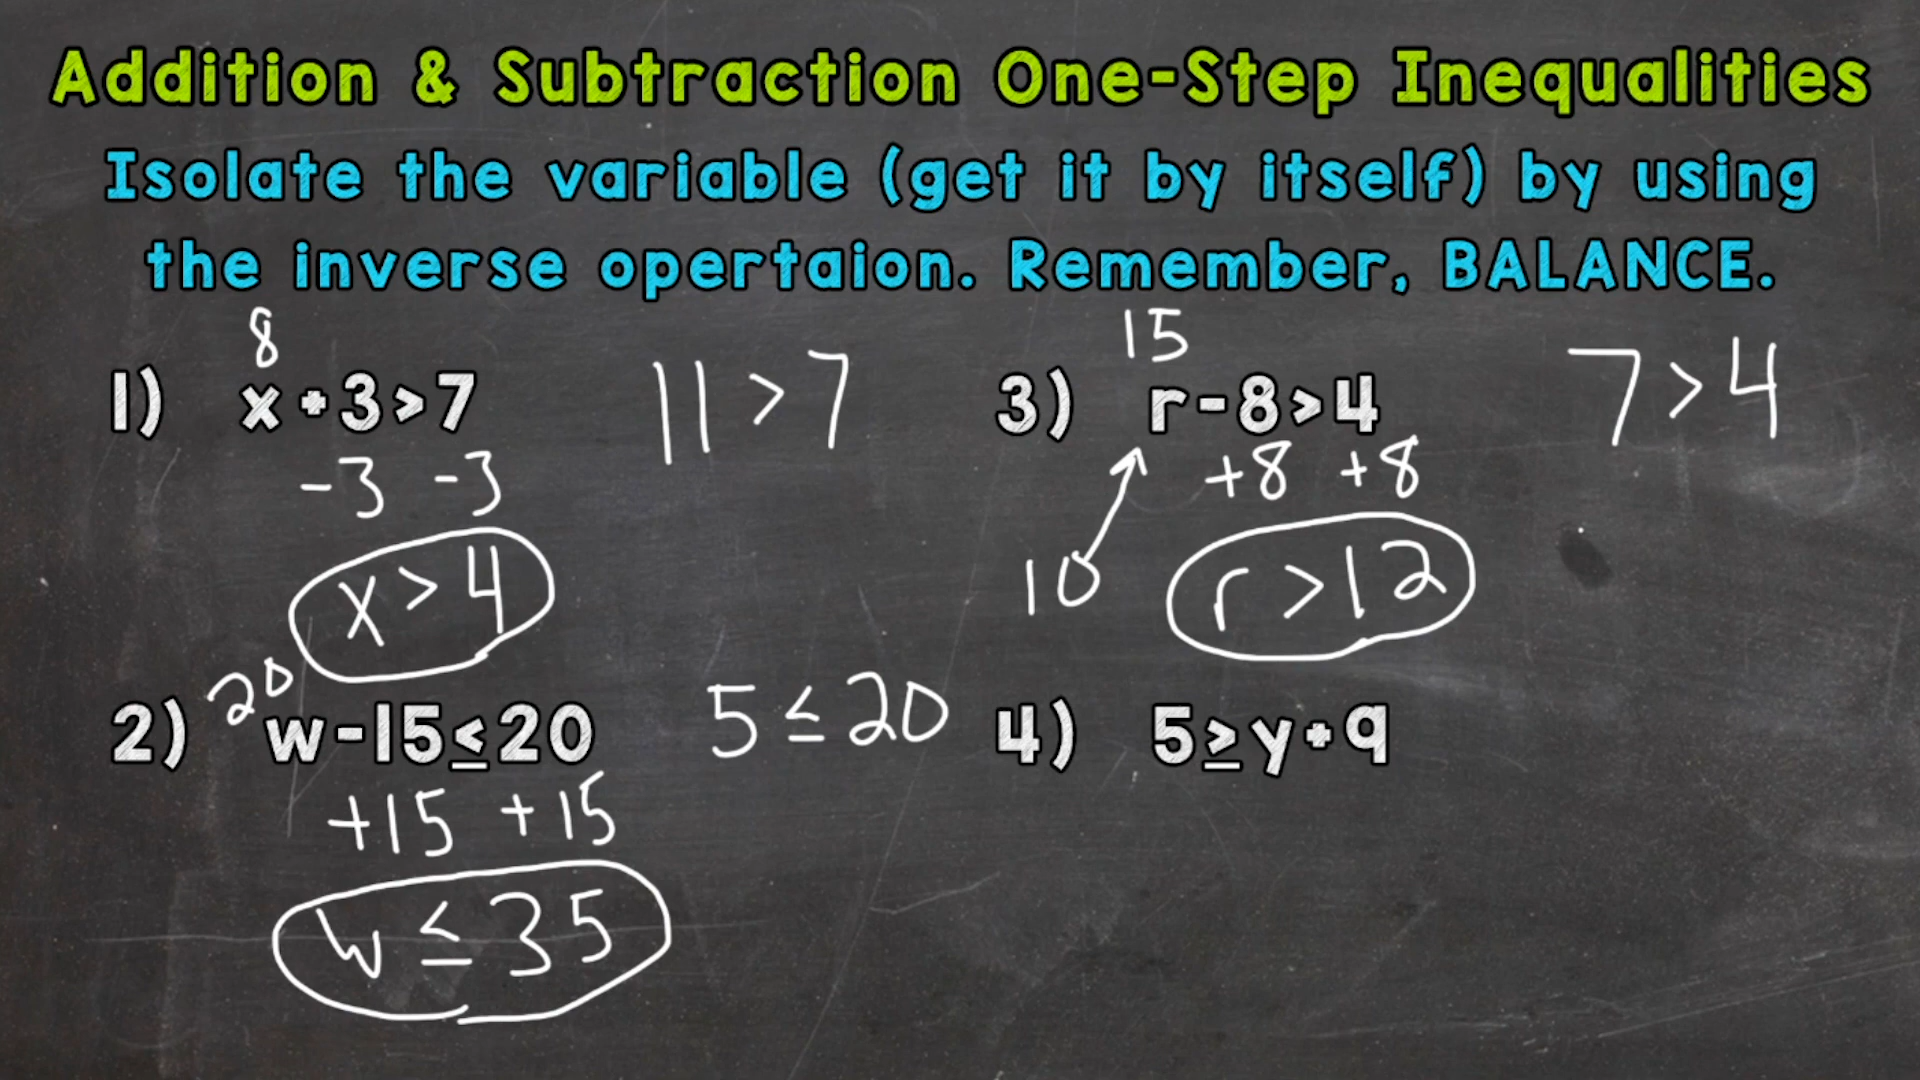 Addition & Subtraction One-Step Inequalities
Isolate the variable (get it by itself) by using
the inverse opertaion. Remember, BALANCE.
8
1) x+3>7
11>7
-3 -3
x>4
20
2) w-15≤20
5≤20
+15 +15
w≤35
15
3) r-8>4
7>4
+8 +8
10
r>12
4) 5≥y+9